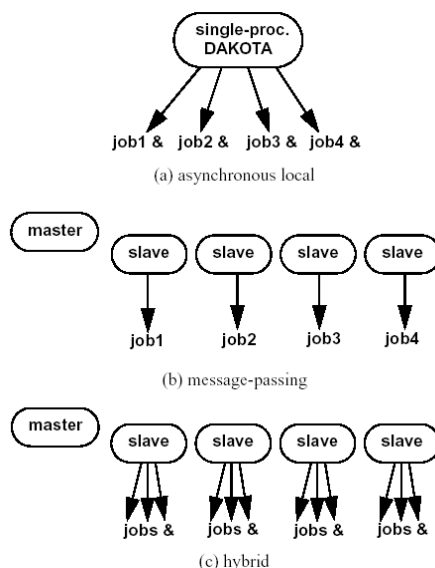 single-proc.
DAKOTA
job1 & job2 & job3 & job4 &
(a) asynchronous local
master
slave slave slave slave
job1 job2 job3 job4
(b) message-passing
master
slave slave slave slave
jobs & jobs & jobs & jobs &
(c) hybrid